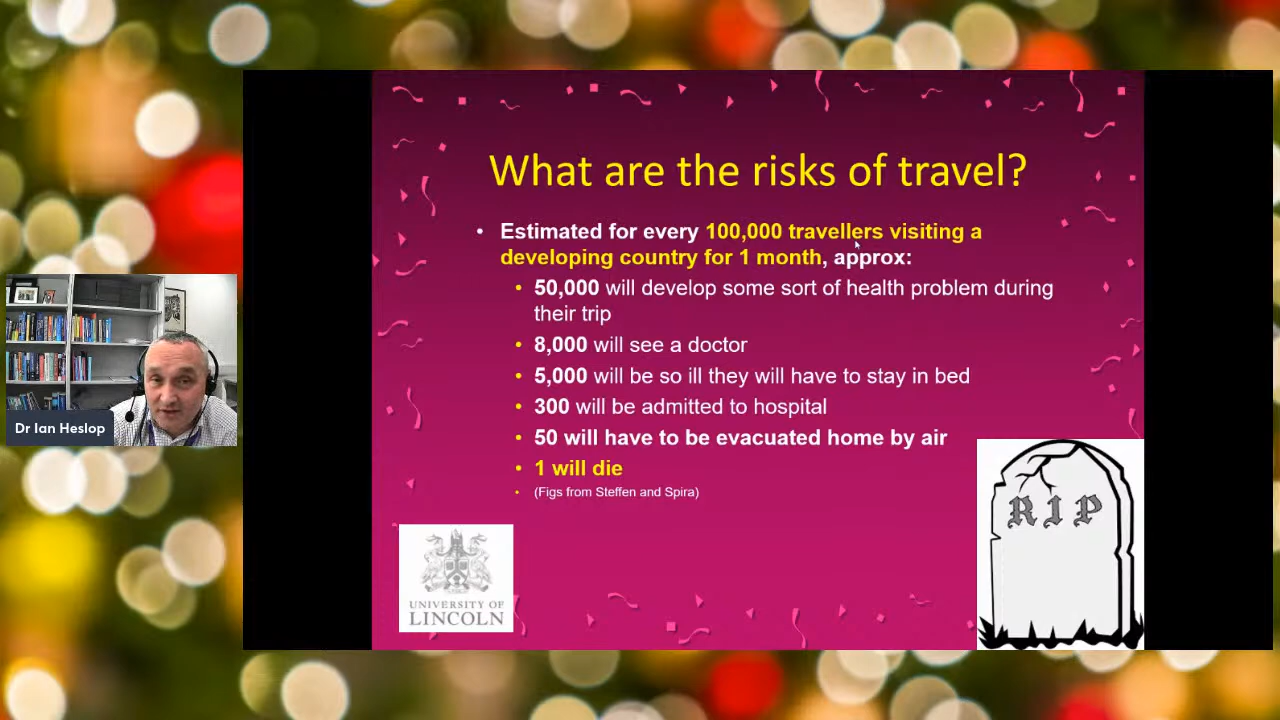 What are the risks of travel?
• Estimated for every 100,000 travellers visiting a
developing country for 1 month, approx:
• 50,000 will develop some sort of health problem during
their trip
• 8,000 will see a doctor
• 5,000 will be so ill they will have to stay in bed
• 300 will be admitted to hospital
• 50 will have to be evacuated home by air
• 1 will die
• (Figs from Steffen and Spira)
Dr Ian Heslop
RIP
UNIVERSITY OF
LINCOLN